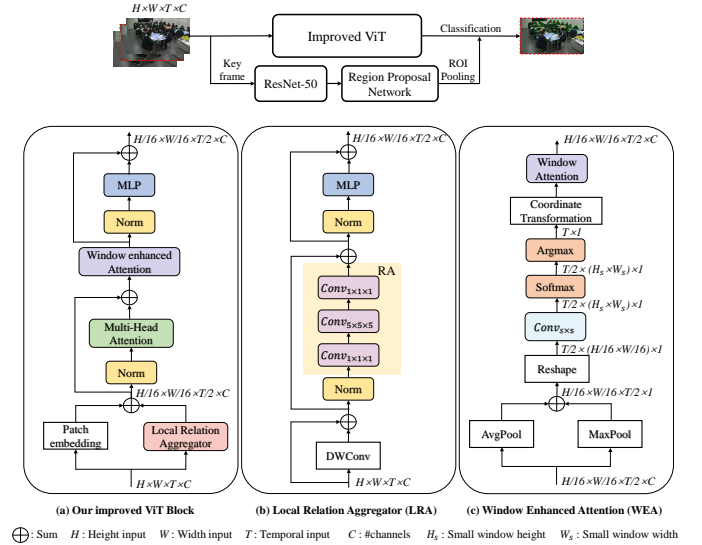 H×W×T×C
Improved ViT
Classification
Key
frame
ResNet-50
Region Proposal
Network
ROI
Pooling
H/16×W/16×T/2×C
MLP
Norm
Window enhanced
Attention
Multi-Head
Attention
Norm
H/16×W/16×T/2×C
Patch
embedding
Local Relation
Aggregator
H×W×T×C
(a) Our improved ViT Block
H/16×W/16×T/2×C
MLP
Norm
RA
Conv1×1×1
Conv5×5×5
Conv1×1×1
Norm
DWConv
H×W×T×C
(b) Local Relation Aggregator (LRA)
H/16×W/16×T/2×C
Window
Attention
Coordinate
Transformation
T×1
Argmax
T/2×(Hs×Ws)×1
Softmax
T/2×(Hs×Ws)×1
Convs×s
T/2×(H/16×W/16)×1
Reshape
H/16×W/16×T/2×1
AvgPool
MaxPool
H/16×W/16×T/2×C
(c) Window Enhanced Attention (WEA)
: Sum H : Height input W : Width input T : Temporal input C : #channels Hs : Small window height Ws : Small window width